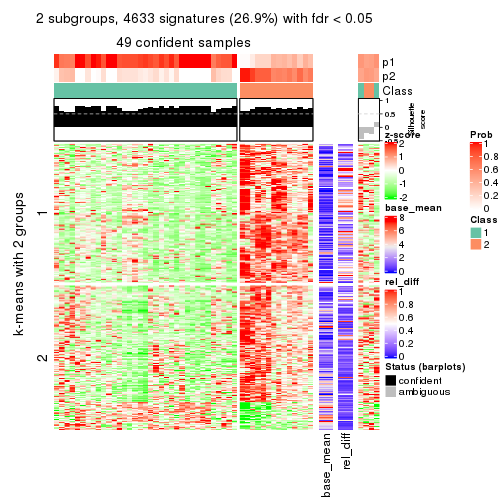 2 subgroups, 4633 signatures (26.9%) with fdr < 0.05
49 confident samples
p1
p2
Class
1
0.5
0
Silhouette
score
k-means with 2 groups
1
2
base_mean
rel_diff
z-score
2
1
0
-1
-2
base_mean
8
6
4
2
0
rel_diff
1
0.8
0.6
0.4
0.2
0
Status (barplots)
confident
ambiguous
Prob
1
0.8
0.6
0.4
0.2
0
Class
1
2